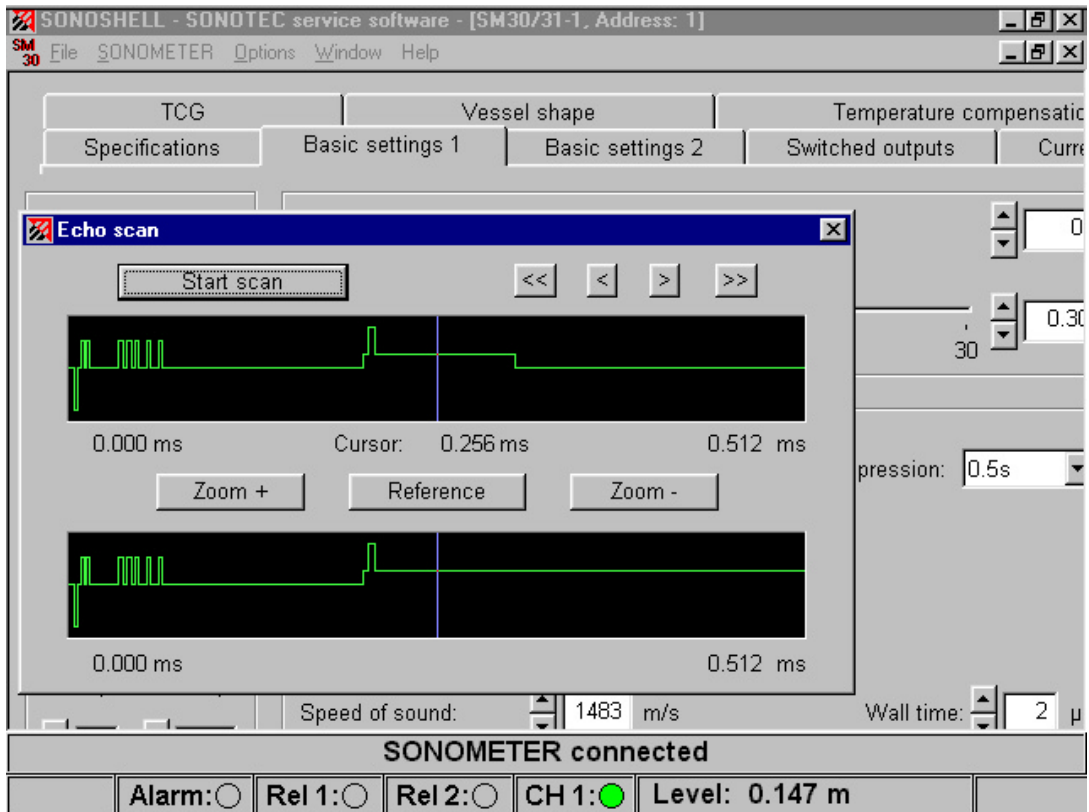 SONOSHELL - SONOTEC service software - [SM30/31-1, Address: 1]
SM 30 File SONOMETER Options Window Help
TCG Vessel shape Temperature compensatic
Specifications Basic settings 1 Basic settings 2 Switched outputs Curre
Echo scan
0
Start scan << < > >>
0.30
30
0.000 ms Cursor: 0.256 ms 0.512 ms
pression: 0.5s
Zoom + Reference Zoom -
0.000 ms 0.512 ms
Speed of sound: 1483 m/s Wall time: 2 µ
SONOMETER connected
Alarm: Rel 1: Rel 2: CH 1: Level: 0.147 m